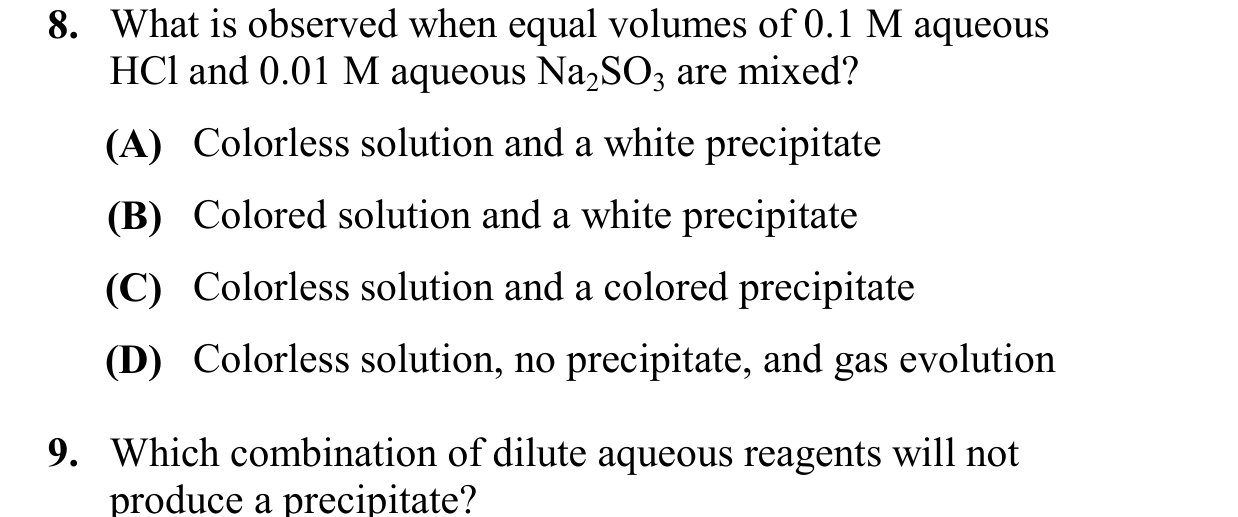 8. What is observed when equal volumes of 0.1 M aqueous
HCl and 0.01 M aqueous Na₂SO₃ are mixed?
(A) Colorless solution and a white precipitate
(B) Colored solution and a white precipitate
(C) Colorless solution and a colored precipitate
(D) Colorless solution, no precipitate, and gas evolution
9. Which combination of dilute aqueous reagents will not
produce a precipitate?